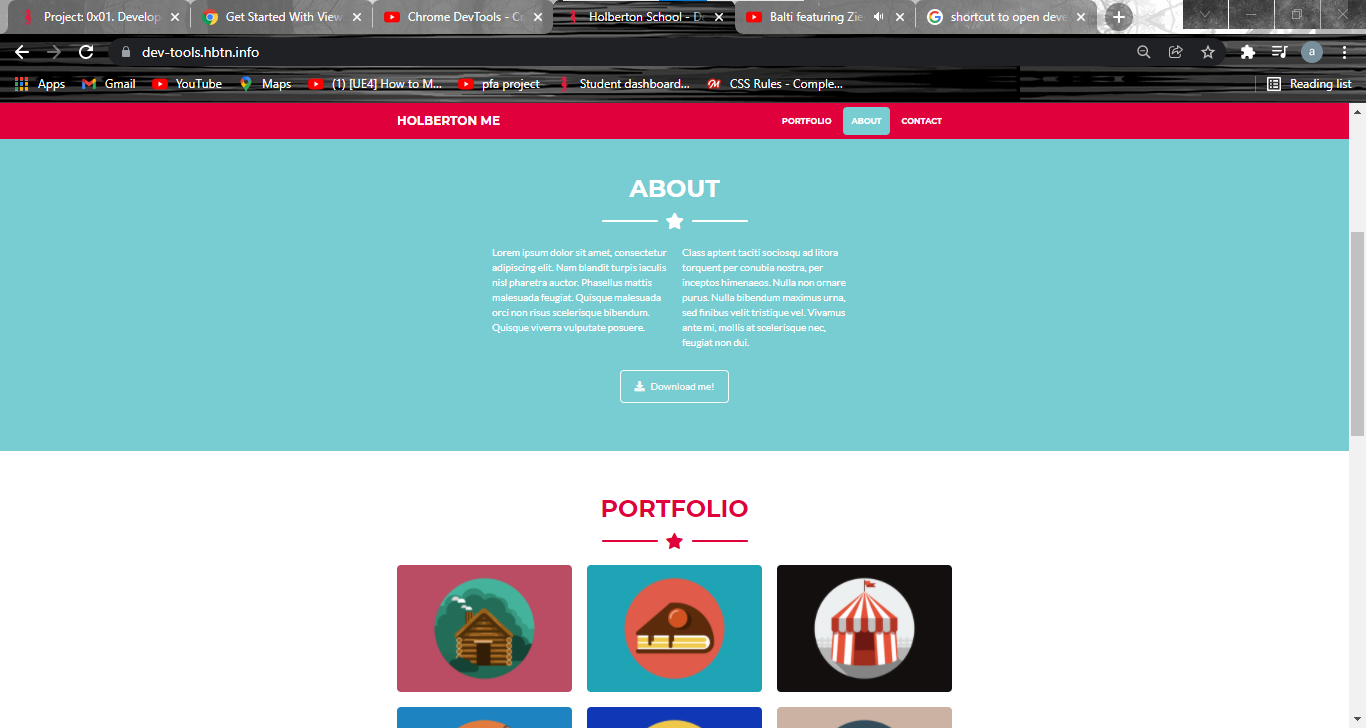 Project: 0x01. Develop
Get Started With View
Chrome DevTools - Cr
Holberton School - De
Balti featuring Zie
shortcut to open deve
dev-tools.hbtn.info
a
Apps
Gmail
YouTube
Maps
(1) [UE4] How to M...
pfa project
Student dashboard...
CSS Rules - Comple...
Reading list
HOLBERTON ME
PORTFOLIO
ABOUT
CONTACT
ABOUT
Lorem ipsum dolor sit amet, consectetur
adipiscing elit. Nam blandit turpis iaculis
nisl pharetra auctor. Phasellus mattis
malesuada feugiat. Quisque malesuada
orci non risus scelerisque bibendum.
Quisque viverra vulputate posuere.
Class aptent taciti sociosqu ad litora
torquent per conubia nostra, per
inceptos himenaeos. Nulla non ornare
purus. Nulla bibendum maximus urna,
sed finibus velit tristique vel. Vivamus
ante mi, mollis at scelerisque nec,
feugiat non dui.
Download me!
PORTFOLIO